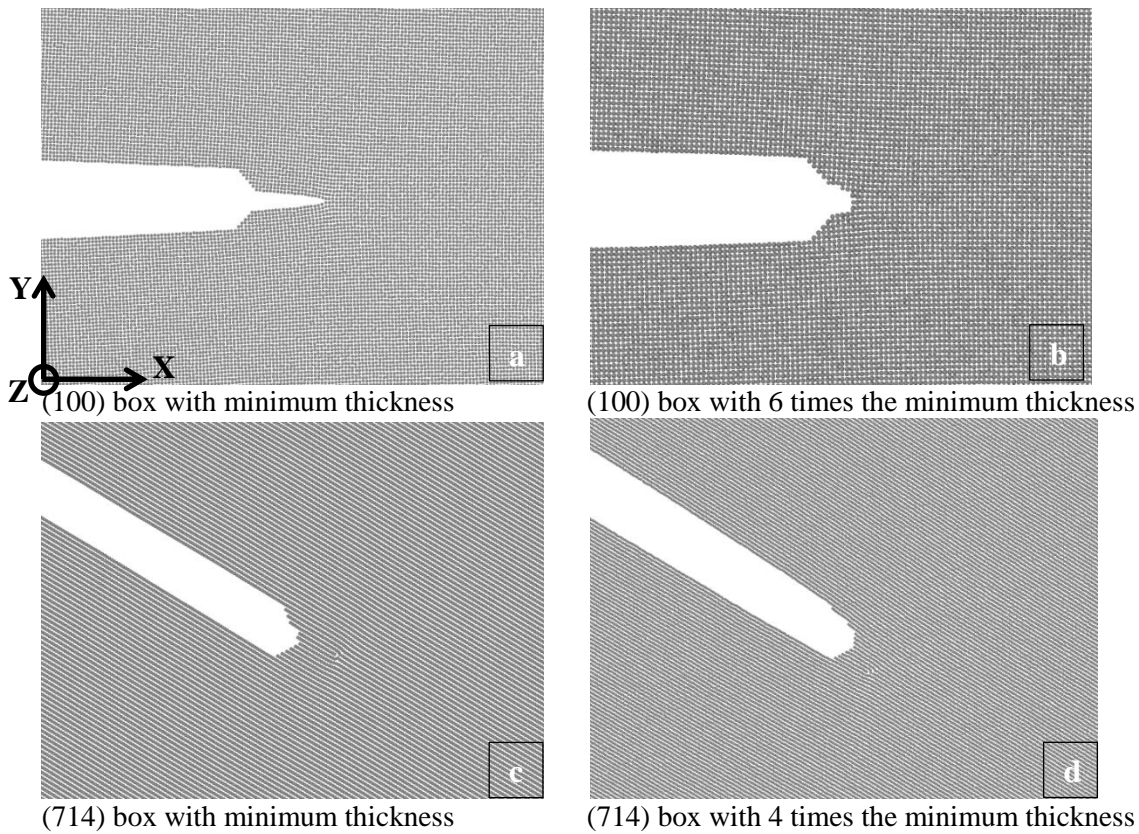 a
b
Y
X
Z
(100) box with minimum thickness
(100) box with 6 times the minimum thickness
c
d
(714) box with minimum thickness
(714) box with 4 times the minimum thickness